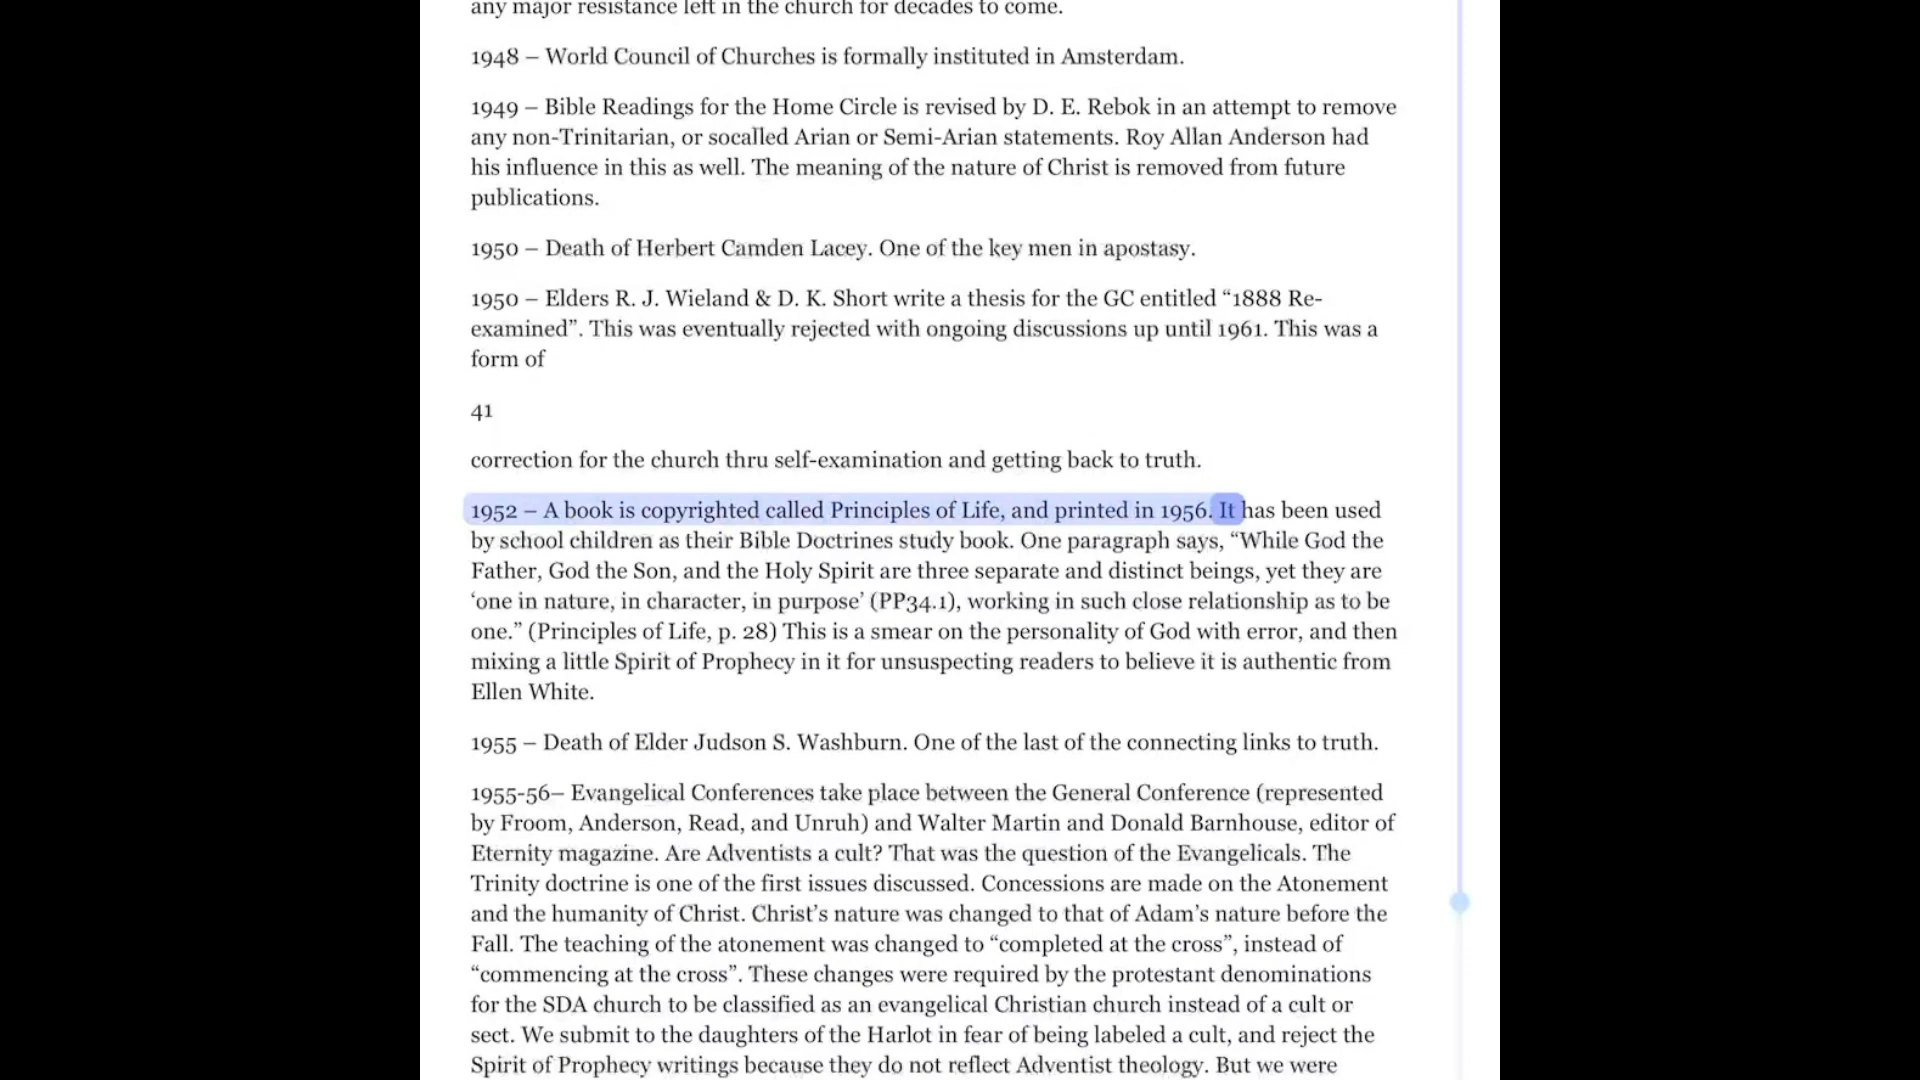 any major resistance left in the church for decades to come.
1948 – World Council of Churches is formally instituted in Amsterdam.
1949 – Bible Readings for the Home Circle is revised by D. E. Rebok in an attempt to remove
any non-Trinitarian, or socalled Arian or Semi-Arian statements. Roy Allan Anderson had
his influence in this as well. The meaning of the nature of Christ is removed from future
publications.
1950 – Death of Herbert Camden Lacey. One of the key men in apostasy.
1950 – Elders R. J. Wieland & D. K. Short write a thesis for the GC entitled “1888 Re-
examined”. This was eventually rejected with ongoing discussions up until 1961. This was a
form of
41
correction for the church thru self-examination and getting back to truth.
1952 – A book is copyrighted called Principles of Life, and printed in 1956. It has been used
by school children as their Bible Doctrines study book. One paragraph says, “While God the
Father, God the Son, and the Holy Spirit are three separate and distinct beings, yet they are
‘one in nature, in character, in purpose’ (PP34.1), working in such close relationship as to be
one.” (Principles of Life, p. 28) This is a smear on the personality of God with error, and then
mixing a little Spirit of Prophecy in it for unsuspecting readers to believe it is authentic from
Ellen White.
1955 – Death of Elder Judson S. Washburn. One of the last of the connecting links to truth.
1955-56– Evangelical Conferences take place between the General Conference (represented
by Froom, Anderson, Read, and Unruh) and Walter Martin and Donald Barnhouse, editor of
Eternity magazine. Are Adventists a cult? That was the question of the Evangelicals. The
Trinity doctrine is one of the first issues discussed. Concessions are made on the Atonement
and the humanity of Christ. Christ’s nature was changed to that of Adam’s nature before the
Fall. The teaching of the atonement was changed to “completed at the cross”, instead of
“commencing at the cross”. These changes were required by the protestant denominations
for the SDA church to be classified as an evangelical Christian church instead of a cult or
sect. We submit to the daughters of the Harlot in fear of being labeled a cult, and reject the
Spirit of Prophecy writings because they do not reflect Adventist theology. But we were